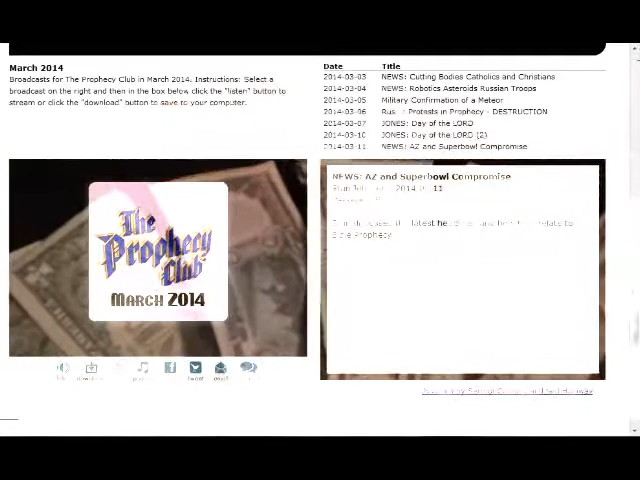 March 2014
Broadcasts for The Prophecy Club in March 2014. Instructions: Select a
broadcast on the right and then in the box below click the "listen" button to
stream or click the "download" button to save to your computer.
Date Title
2014-03-03 NEWS: Cutting Bodies Catholics and Christians
2014-03-04 NEWS: Robotics Asteroids Russian Troops
2014-03-05 Military Confirmation of a Meteor
2014-03-06 Protests in Prophecy - DESTRUCTION
2014-03-07 JONES: Day of the LORD
2014-03-10 JONES: Day of the LORD (2)
2014-03-11 NEWS: AZ and Superbowl Compromise
The
Prophecy
Club
MARCH 2014
NEWS: AZ and Superbowl Compromise
2014 11
latest relate to
Bible Prophecy
tweet email